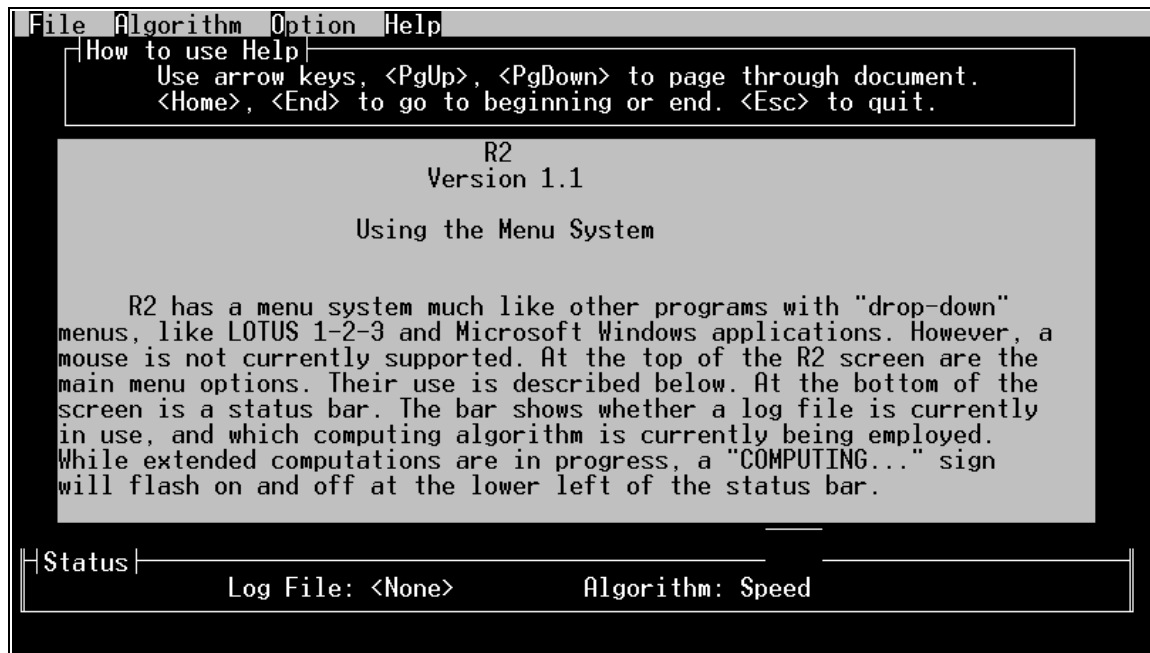 File Algorithm Option Help
How to use Help
Use arrow keys, <PgUp>, <PgDown> to page through document.
<Home>, <End> to go to beginning or end. <Esc> to quit.
R2
Version 1.1
Using the Menu System
R2 has a menu system much like other programs with "drop-down"
menus, like LOTUS 1-2-3 and Microsoft Windows applications. However, a
mouse is not currently supported. At the top of the R2 screen are the
main menu options. Their use is described below. At the bottom of the
screen is a status bar. The bar shows whether a log file is currently
in use, and which computing algorithm is currently being employed.
While extended computations are in progress, a "COMPUTING..." sign
will flash on and off at the lower left of the status bar.
Status
Log File: <None> Algorithm: Speed